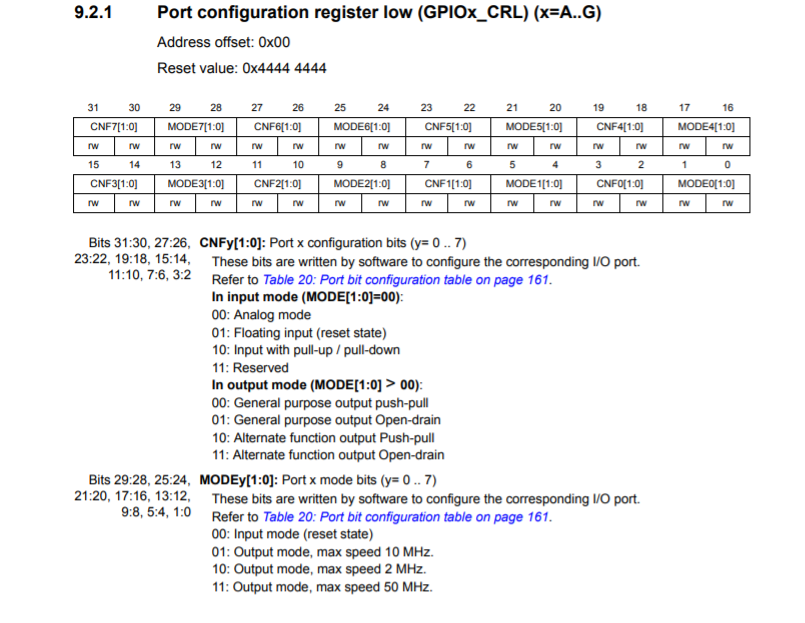 9.2.1 Port configuration register low (GPIOx_CRL) (x=A..G)
Address offset: 0x00
Reset value: 0x4444 4444
31 30 29 28 27 26 25 24 23 22 21 20 19 18 17 16
CNF7[1:0] MODE7[1:0] CNF6[1:0] MODE6[1:0] CNF5[1:0] MODE5[1:0] CNF4[1:0] MODE4[1:0]
rw rw rw rw rw rw rw rw rw rw rw rw rw rw rw rw
15 14 13 12 11 10 9 8 7 6 5 4 3 2 1 0
CNF3[1:0] MODE3[1:0] CNF2[1:0] MODE2[1:0] CNF1[1:0] MODE1[1:0] CNF0[1:0] MODE0[1:0]
rw rw rw rw rw rw rw rw rw rw rw rw rw rw rw rw
Bits 31:30, 27:26, CNFy[1:0]: Port x configuration bits (y= 0 .. 7)
23:22, 19:18, 15:14, These bits are written by software to configure the corresponding I/O port.
11:10, 7:6, 3:2 Refer to Table 20: Port bit configuration table on page 161.
In input mode (MODE[1:0]=00):
00: Analog mode
01: Floating input (reset state)
10: Input with pull-up / pull-down
11: Reserved
In output mode (MODE[1:0] > 00):
00: General purpose output push-pull
01: General purpose output Open-drain
10: Alternate function output Push-pull
11: Alternate function output Open-drain
Bits 29:28, 25:24, MODEy[1:0]: Port x mode bits (y= 0 .. 7)
21:20, 17:16, 13:12, These bits are written by software to configure the corresponding I/O port.
9:8, 5:4, 1:0 Refer to Table 20: Port bit configuration table on page 161.
00: Input mode (reset state)
01: Output mode, max speed 10 MHz.
10: Output mode, max speed 2 MHz.
11: Output mode, max speed 50 MHz.